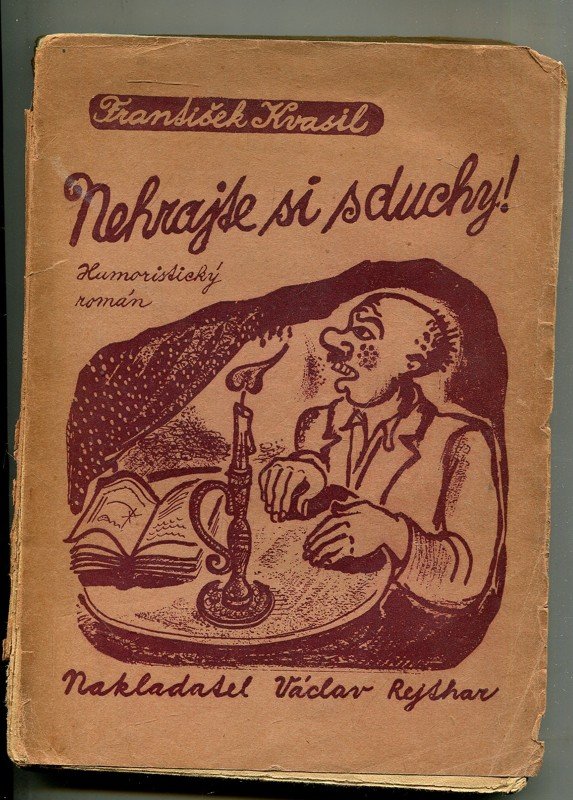 František Kvasil
Nehrajte si s duchy!
Humoristický
román
Nakladatel Václav Rejthar